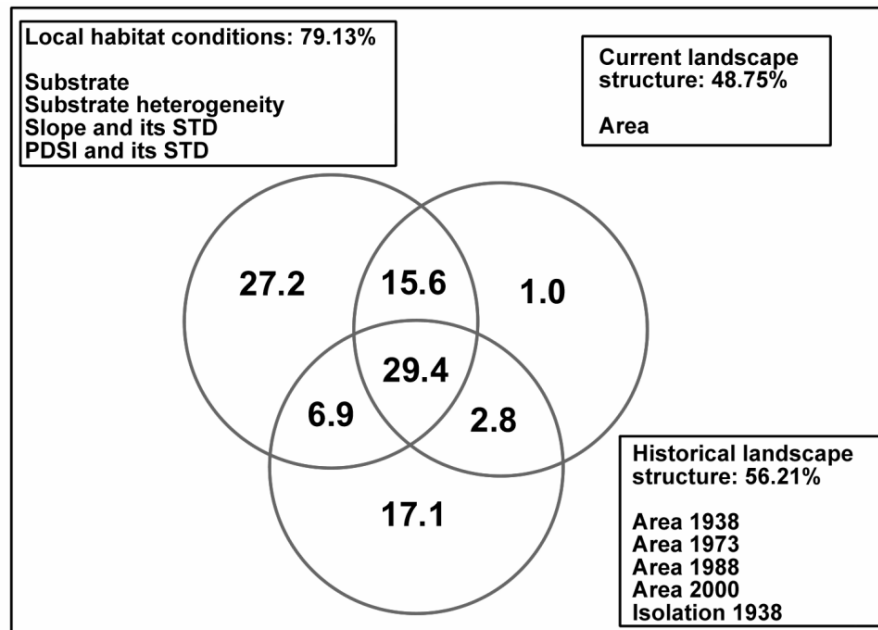 Local habitat conditions: 79.13%
Substrate
Substrate heterogeneity
Slope and its STD
PDSI and its STD
Current landscape
structure: 48.75%
Area
27.2
15.6
1.0
29.4
6.9
2.8
17.1
Historical landscape
structure: 56.21%
Area 1938
Area 1973
Area 1988
Area 2000
Isolation 1938